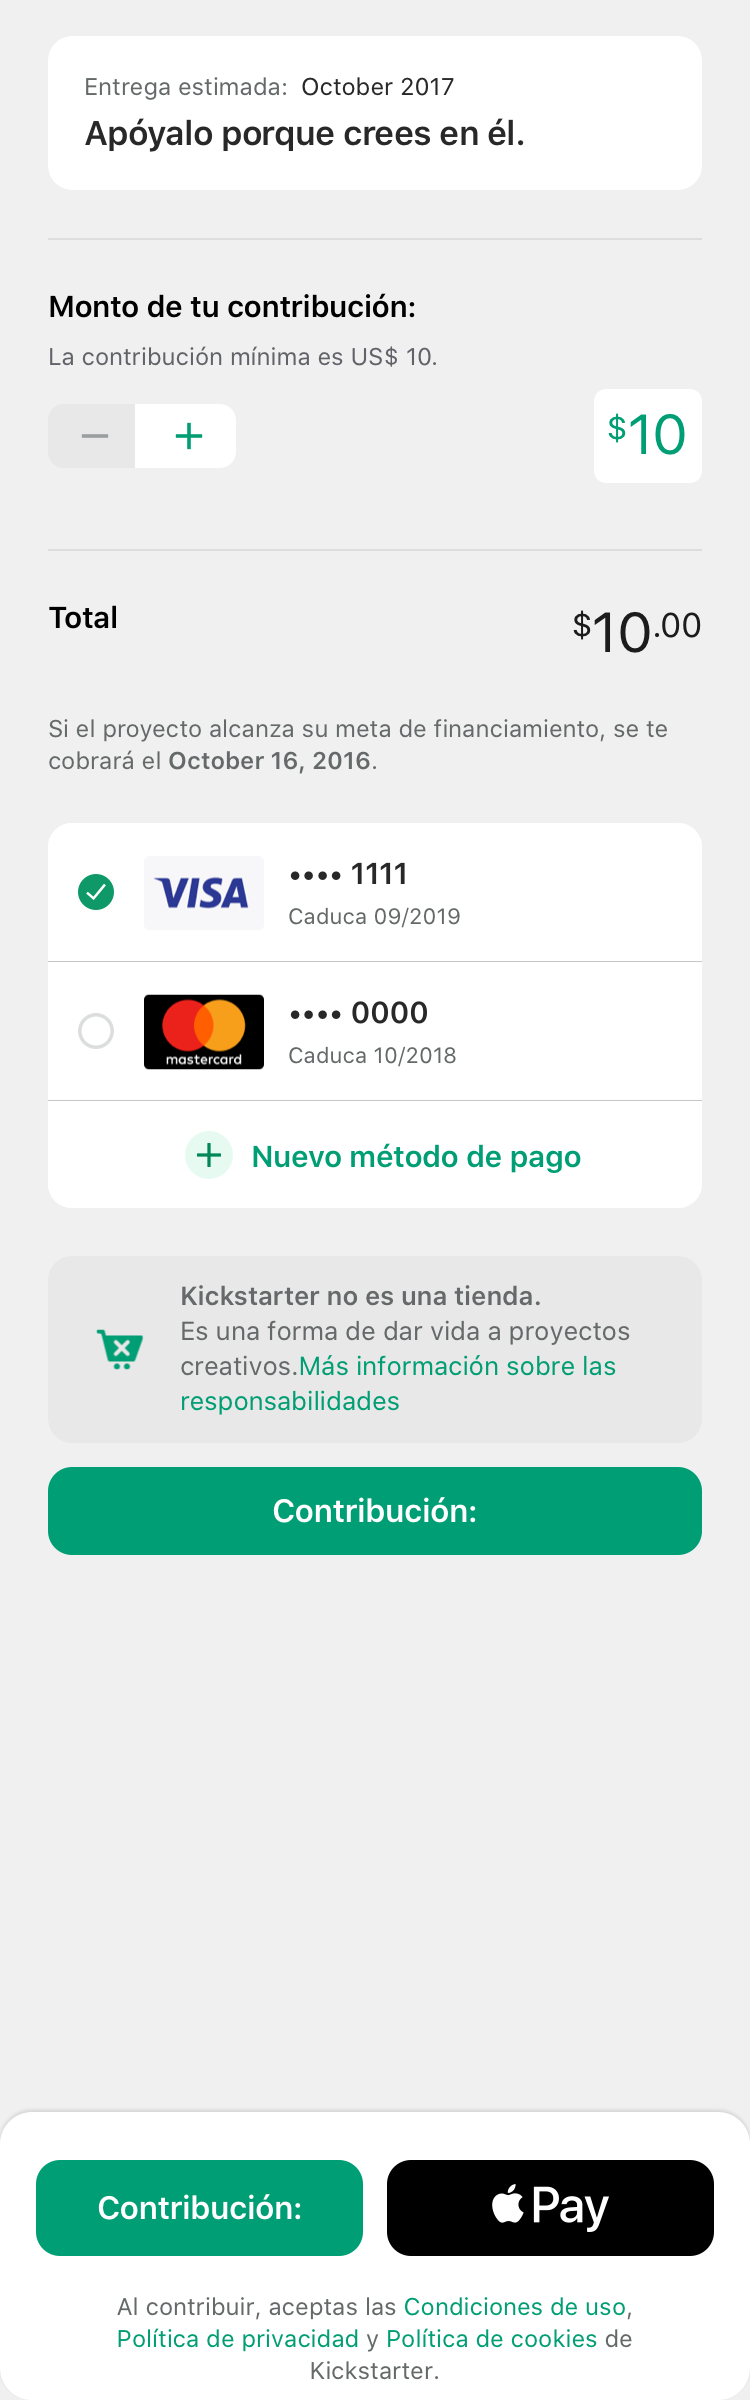 Entrega estimada: October 2017
Apóyalo porque crees en él.
Monto de tu contribución:
La contribución mínima es US$ 10.
$10
Total
$10.00
Si el proyecto alcanza su meta de financiamiento, se te
cobrará el October 16, 2016.
VISA
•••• 1111
Caduca 09/2019
mastercard
•••• 0000
Caduca 10/2018
Nuevo método de pago
Kickstarter no es una tienda.
Es una forma de dar vida a proyectos
creativos.Más información sobre las
responsabilidades
Contribución:
Contribución:
Pay
Al contribuir, aceptas las Condiciones de uso,
Política de privacidad y Política de cookies de
Kickstarter.